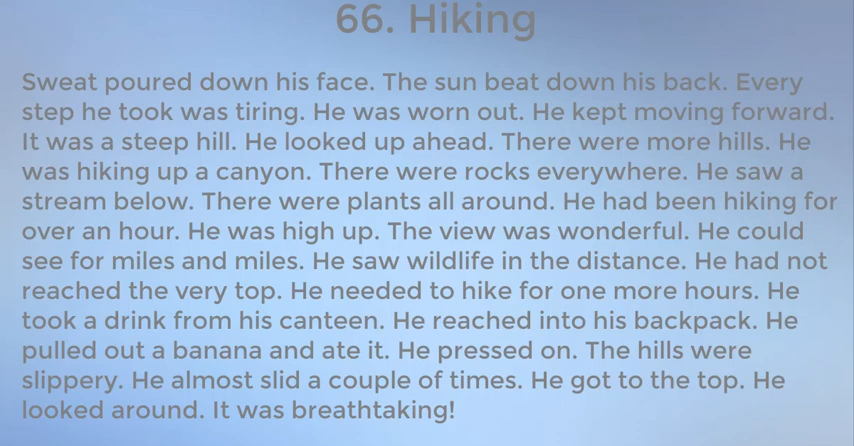 66. Hiking
Sweat poured down his face. The sun beat down his back. Every
step he took was tiring. He was worn out. He kept moving forward.
It was a steep hill. He looked up ahead. There were more hills. He
was hiking up a canyon. There were rocks everywhere. He saw a
stream below. There were plants all around. He had been hiking for
over an hour. He was high up. The view was wonderful. He could
see for miles and miles. He saw wildlife in the distance. He had not
reached the very top. He needed to hike for one more hours. He
took a drink from his canteen. He reached into his backpack. He
pulled out a banana and ate it. He pressed on. The hills were
slippery. He almost slid a couple of times. He got to the top. He
looked around. It was breathtaking!